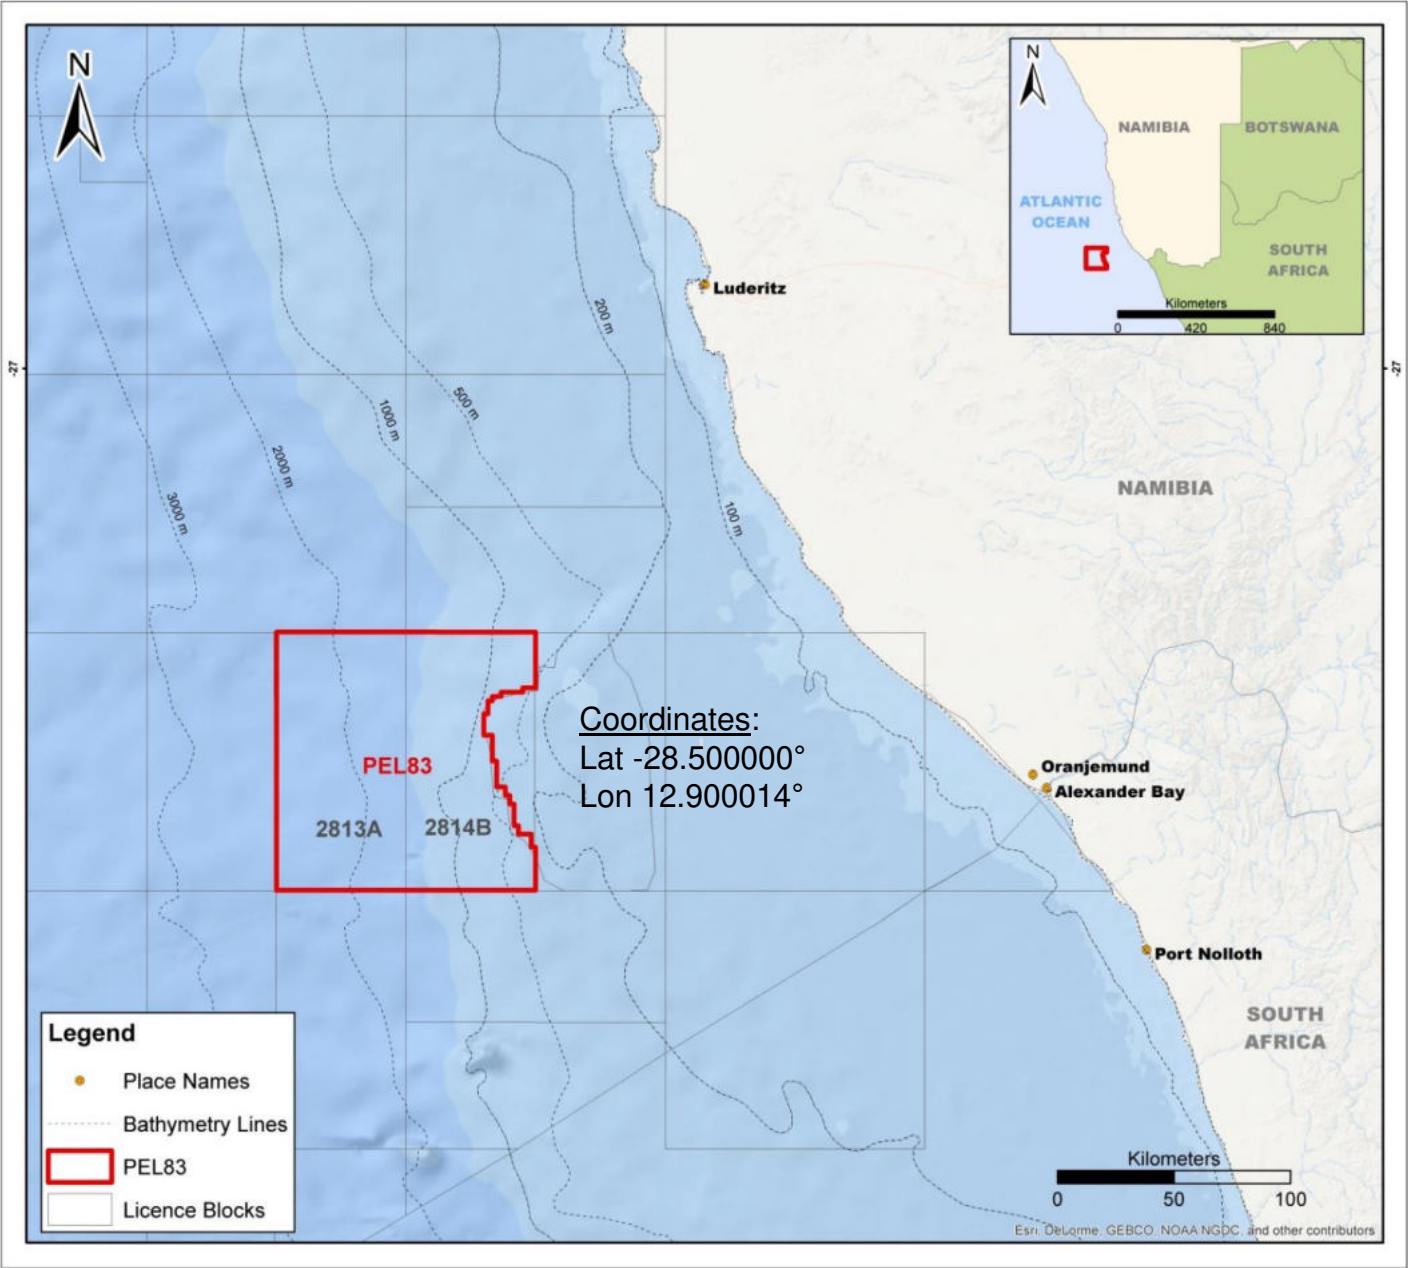 N
N
NAMIBIA
BOTSWANA
ATLANTIC
OCEAN
SOUTH
AFRICA
Kilometers
0 420 840
Luderitz
200 m
-27
-27
500 m
1000 m
2000 m
3000 m
100 m
NAMIBIA
Coordinates:
Lat -28.500000°
Lon 12.900014°
PEL83
2813A
2814B
Oranjemund
Alexander Bay
Port Nolloth
SOUTH
AFRICA
Legend
Place Names
Bathymetry Lines
PEL83
Licence Blocks
Kilometers
0 50 100
Esri, DeLorme, GEBCO, NOAA NGDC, and other contributors